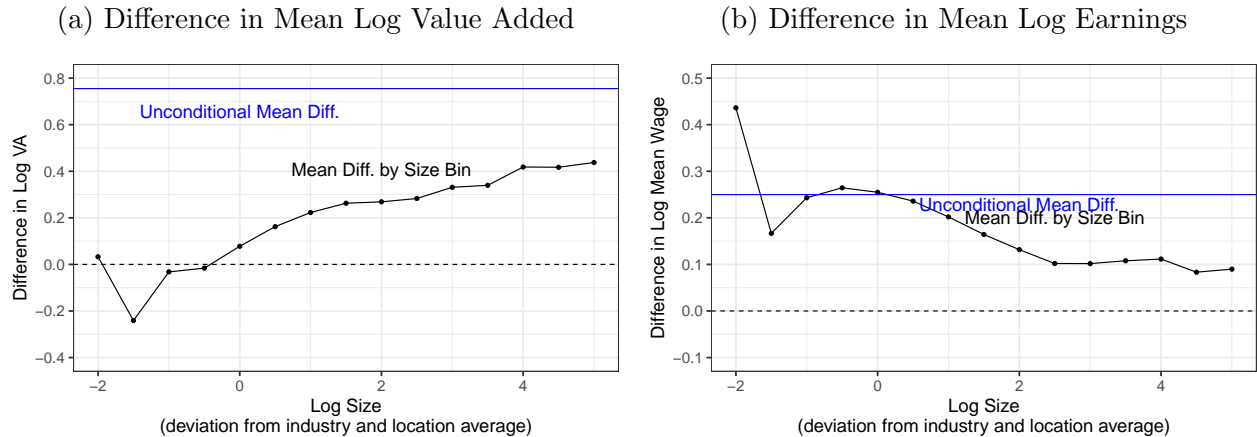 (a) Difference in Mean Log Value Added
0.8
0.6
0.4
0.2
0.0
−0.2
−0.4
Difference in Log VA
Unconditional Mean Diff.
Mean Diff. by Size Bin
−2
0
2
4
Log Size
(deviation from industry and location average)
(b) Difference in Mean Log Earnings
0.5
0.4
0.3
0.2
0.1
0.0
−0.1
Difference in Log Mean Wage
Unconditional Mean Diff.
Mean Diff. by Size Bin
−2
0
2
4
Log Size
(deviation from industry and location average)